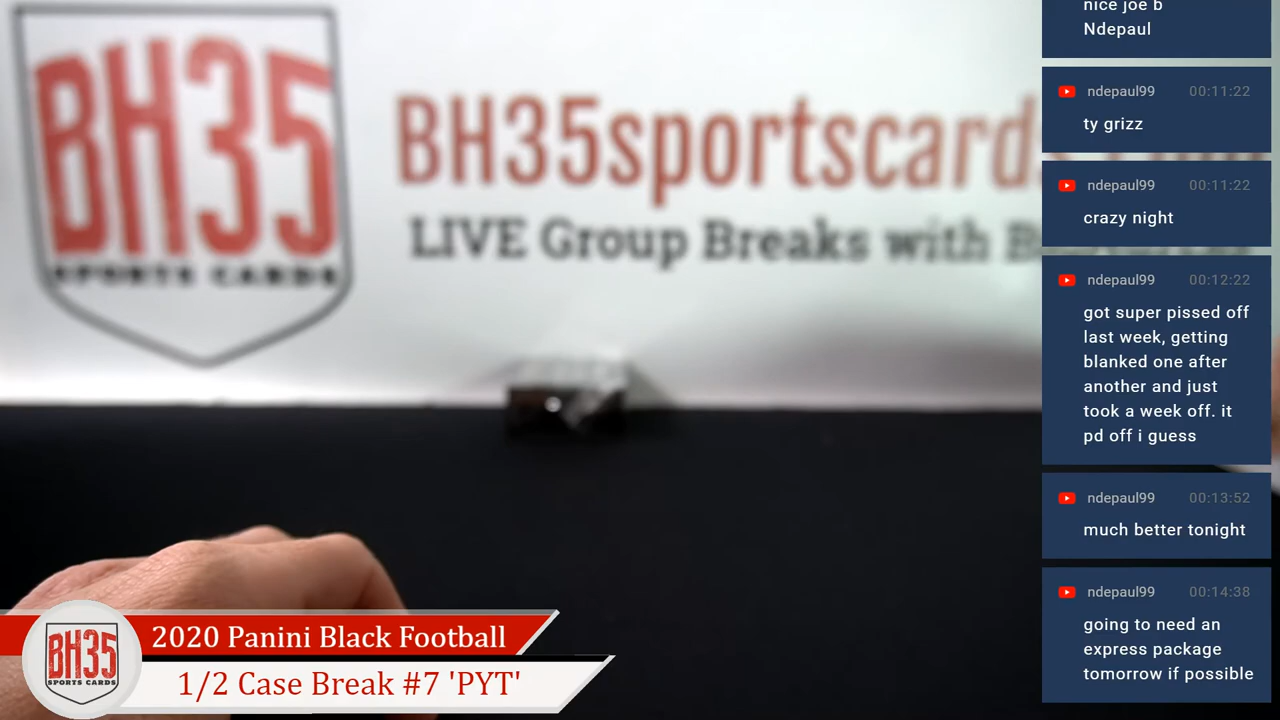 BH35
SPORTS CARDS
BH35sportscards
LIVE Group Breaks with
nice joe b
Ndepaul
ndepaul99 00:11:22
ty grizz
ndepaul99 00:11:22
crazy night
ndepaul99 00:12:22
got super pissed off
last week, getting
blanked one after
another and just
took a week off. it
pd off i guess
ndepaul99 00:13:52
much better tonight
ndepaul99 00:14:38
going to need an
express package
tomorrow if possible
BH35
SPORTS CARDS
2020 Panini Black Football
1/2 Case Break #7 'PYT'